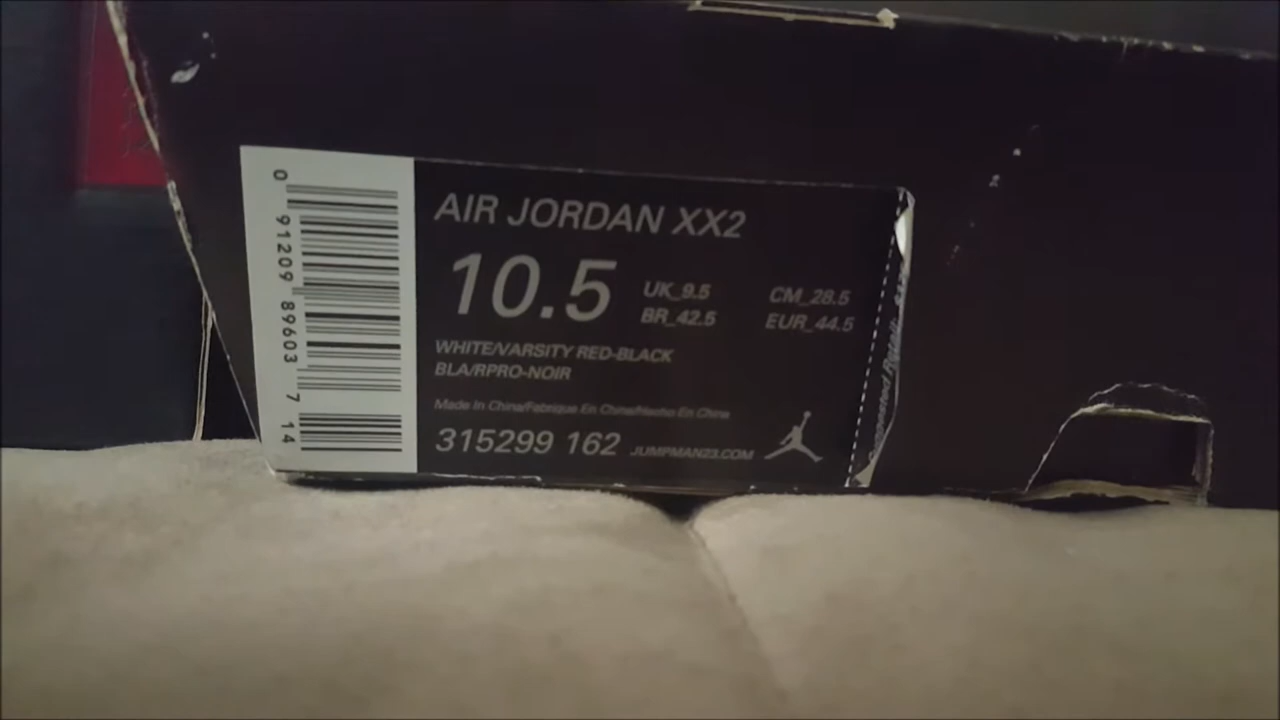 0 91209 89603 7 14
AIR JORDAN XX2
10.5
UK_9.5 CM_28.5
BR_42.5 EUR_44.5
WHITE/VARSITY RED-BLACK
BLA/RPRO-NOIR
Made In China/Fabrique En Chine/Hecho En China
315299 162 JUMPMAN23.COM